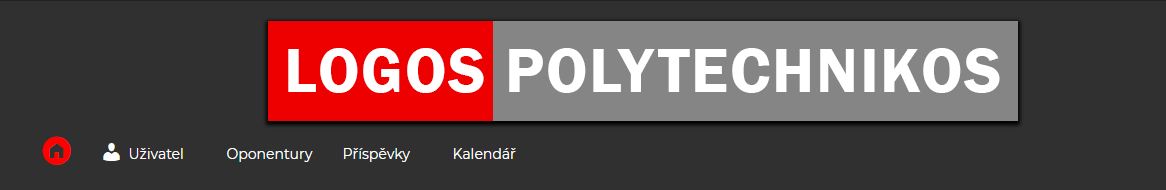 LOGOS POLYTECHNIKOS
Uživatel Oponentury Příspěvky Kalendář